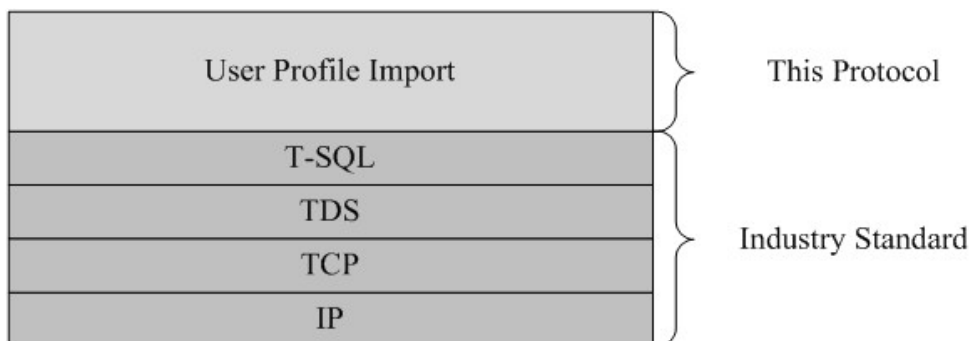 User Profile Import
This Protocol
T-SQL
TDS
Industry Standard
TCP
IP